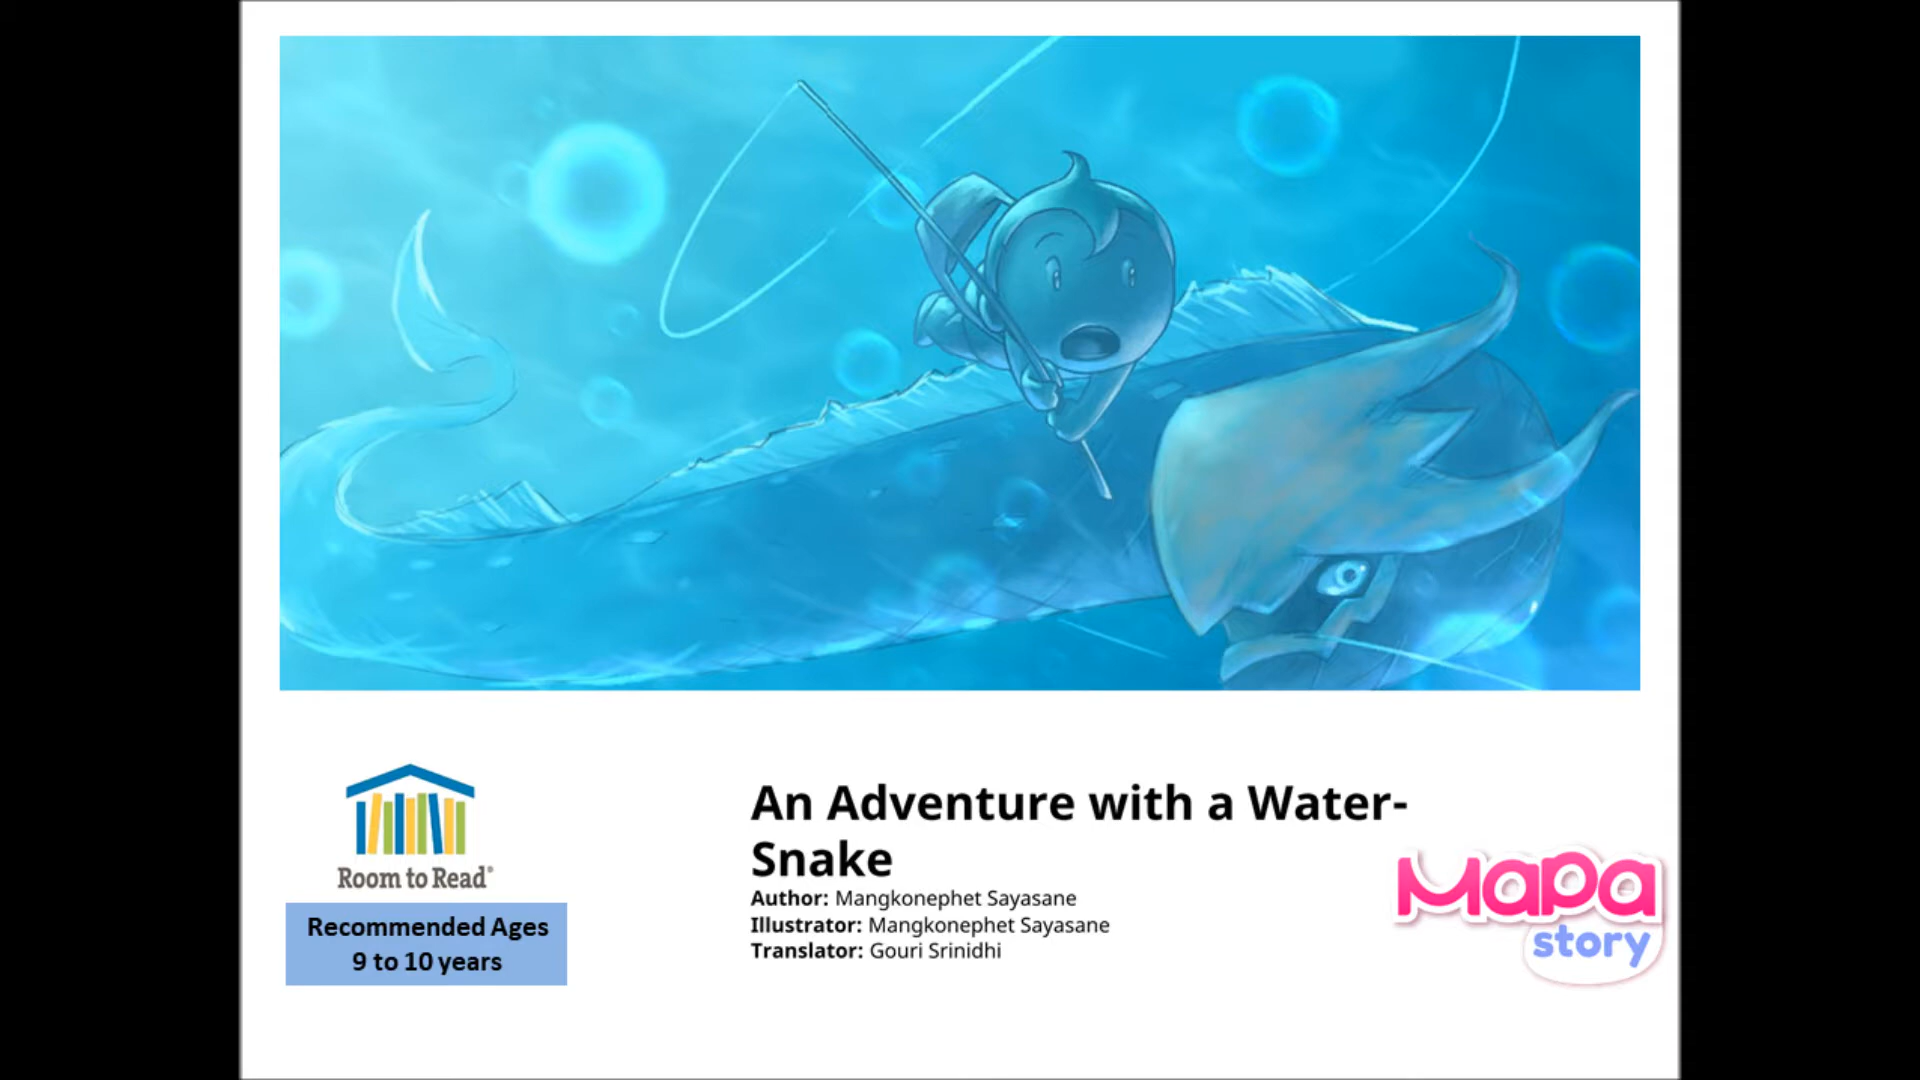 An Adventure with a Water-
Snake
Author: Mangkonephet Sayasane
Illustrator: Mangkonephet Sayasane
Translator: Gouri Srinidhi
Room to Read®
Recommended Ages
9 to 10 years
Mapa
story